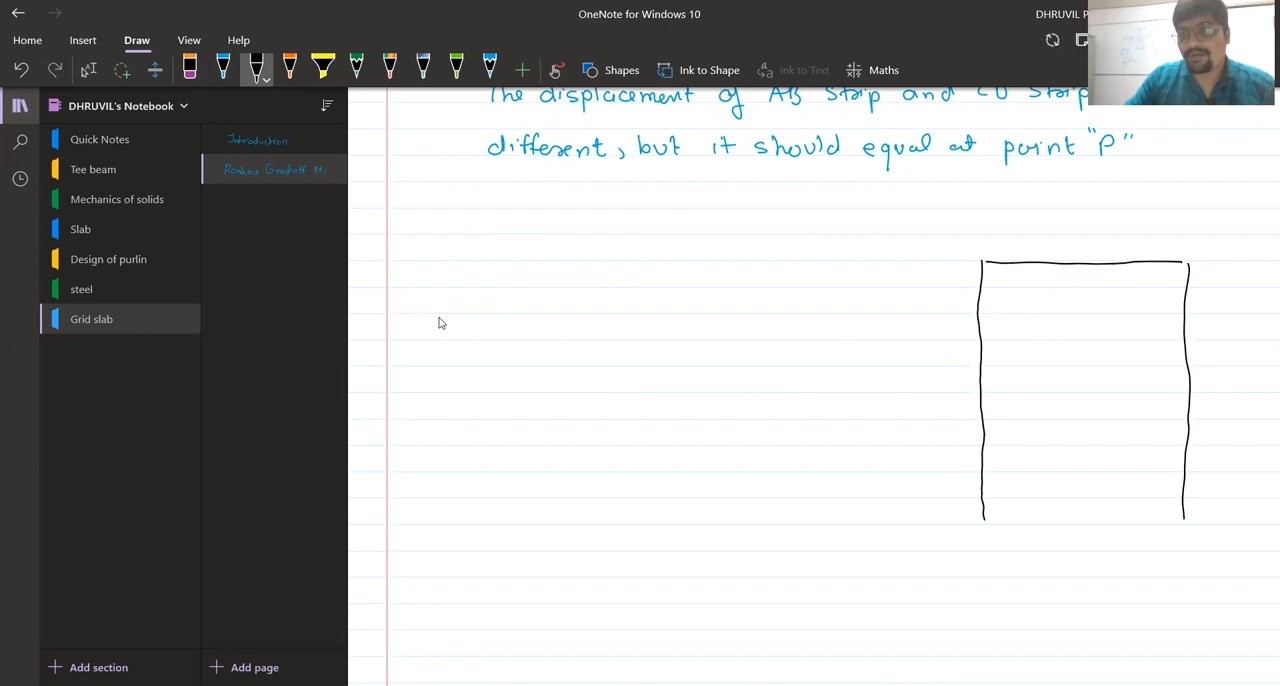 OneNote for Windows 10
DHRUVIL P
Home
Insert
Draw
View
Help
Shapes
Ink to Shape
Ink to Text
Maths
DHRUVIL's Notebook
Quick Notes
Tee beam
Mechanics of solids
Slab
Design of purlin
steel
Grid slab
Introduction
Grashoff M.
Add section
Add page
The displacement of AB strip and CD strip
different, but it should equal at point "P"